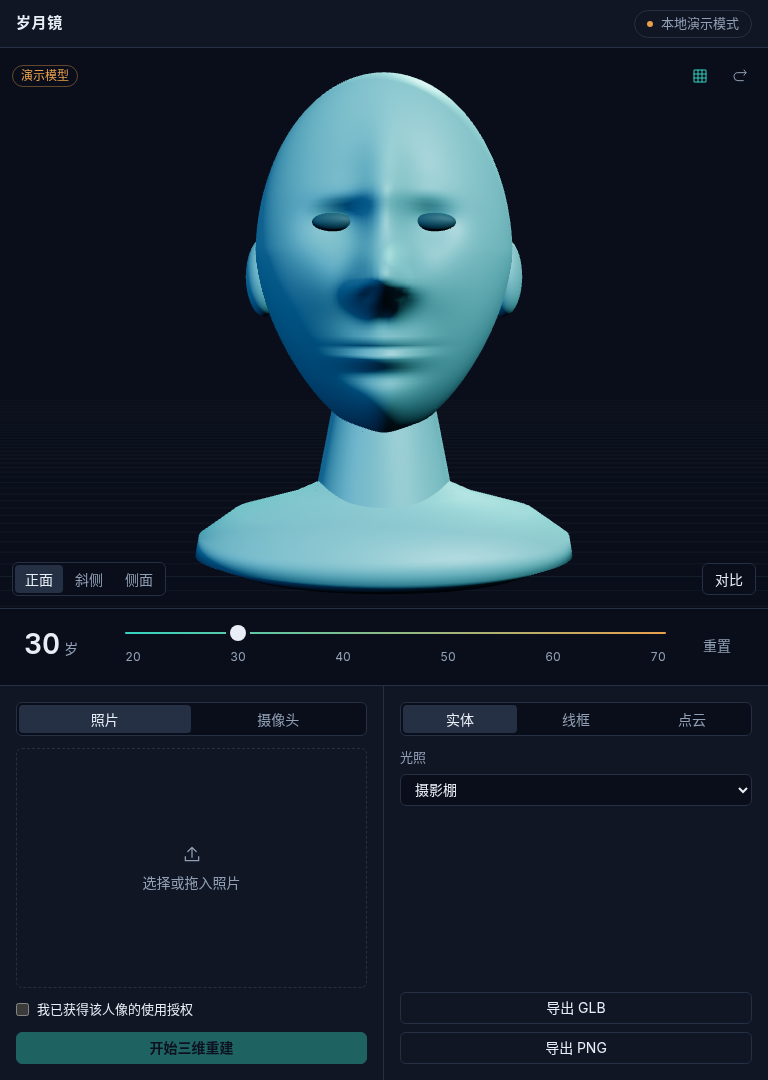 岁月镜
本地演示模式
演示模型
正面 斜侧 侧面
对比
30 岁
20 30 40 50 60 70
重置
照片 摄像头
选择或拖入照片
我已获得该人像的使用授权
开始三维重建
实体 线框 点云
光照
摄影棚
导出 GLB
导出 PNG